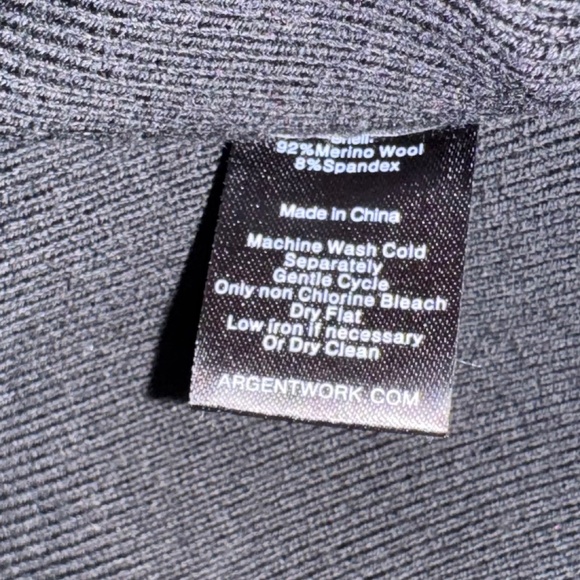 Shell:
92%Merino Wool
8%Spandex
Made in China
Machine Wash Cold
Separately
Gentle Cycle
Only non Chlorine Bleach
Dry Flat
Low iron if necessary
Or Dry Clean
ARGENTWORK.COM